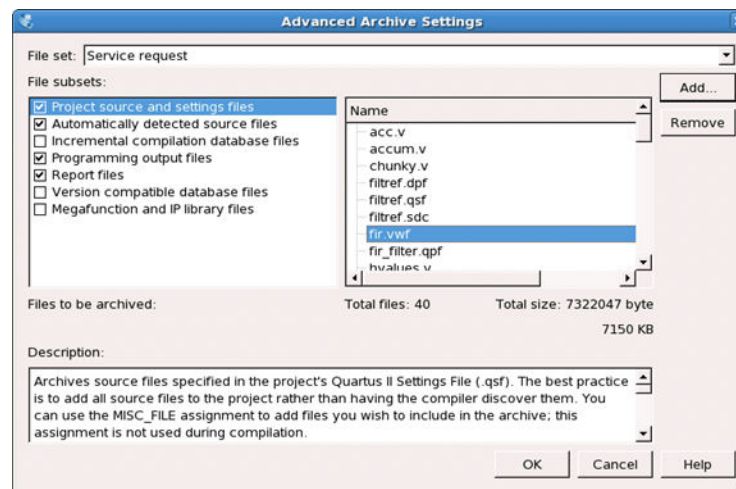 Advanced Archive Settings
File set: Service request
File subsets:
Add...
Remove
Project source and settings files
Automatically detected source files
Incremental compilation database files
Programming output files
Report files
Version compatible database files
Megafunction and IP library files
Name
acc.v
accum.v
chunky.v
filtref.dpf
filtref.qsf
filtref.sdc
fir.vwf
fir_filter.qpf
hvalues.v
Files to be archived:
Total files: 40
Total size: 7322047 byte
7150 KB
Description:
Archives source files specified in the project's Quartus II Settings File (.qsf). The best practice
is to add all source files to the project rather than having the compiler discover them. You
can use the MISC_FILE assignment to add files you wish to include in the archive; this
assignment is not used during compilation.
OK
Cancel
Help